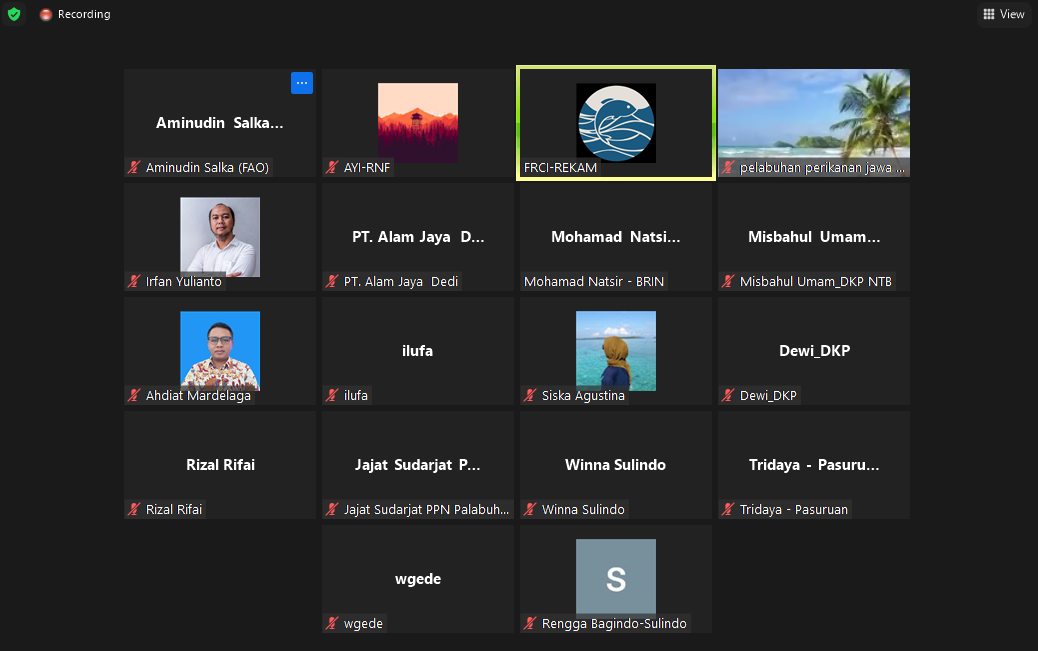 Recording
View
Aminudin Salka...
Aminudin Salka (FAO)
AYI-RNF
FRCI-REKAM
pelabuhan perikanan jawa ...
Irfan Yulianto
PT. Alam Jaya D...
PT. Alam Jaya Dedi
Mohamad Natsi...
Mohamad Natsir - BRIN
Misbahul Umam...
Misbahul Umam_DKP NTB
Ahdiat Mardelaga
ilufa
ilufa
Siska Agustina
Dewi_DKP
Dewi_DKP
Rizal Rifai
Rizal Rifai
Jajat Sudarjat P...
Jajat Sudarjat PPN Palabuh...
Winna Sulindo
Winna Sulindo
Tridaya - Pasuru...
Tridaya - Pasuruan
wgede
wgede
S
Rengga Bagindo-Sulindo